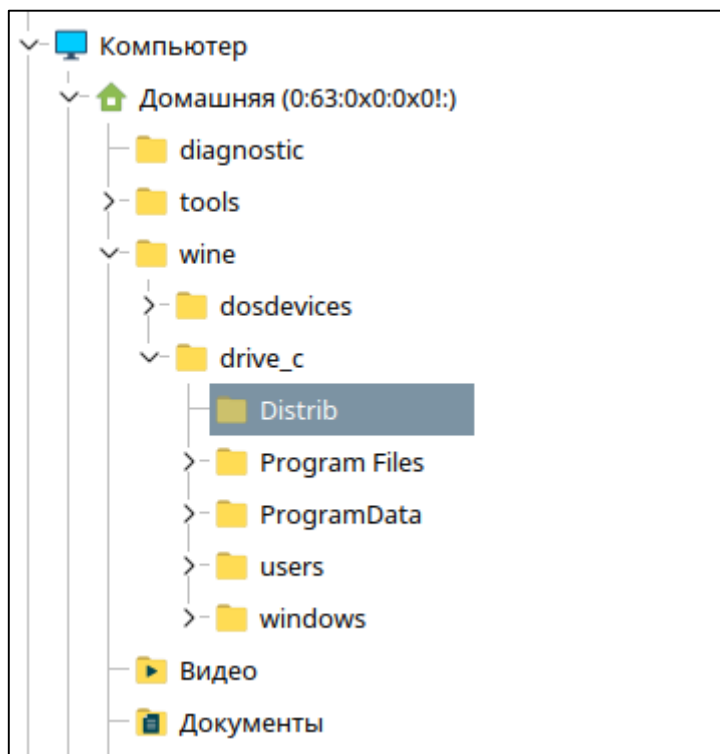 Компьютер
Домашняя (0:63:0x0:0x0!:)
diagnostic
tools
wine
dosdevices
drive_c
Distrib
Program Files
ProgramData
users
windows
Видео
Документы